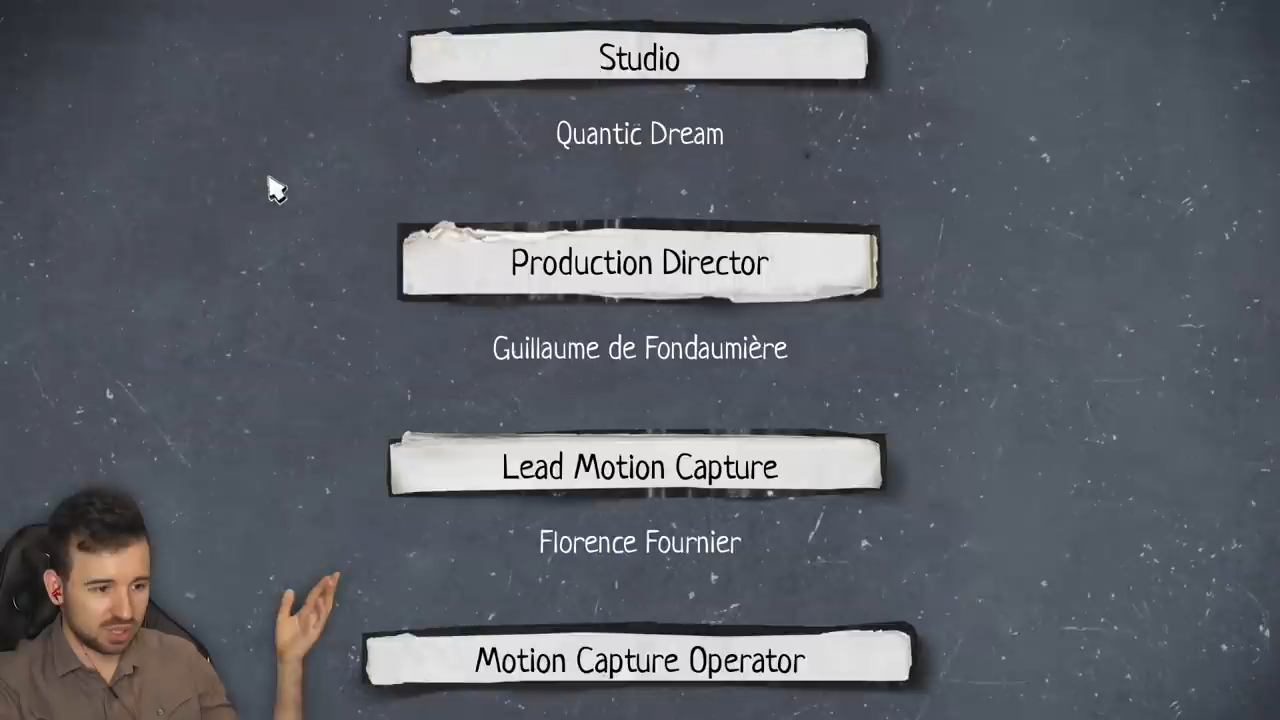 Studio
Quantic Dream
Production Director
Guillaume de Fondaumière
Lead Motion Capture
Florence Fournier
Motion Capture Operator